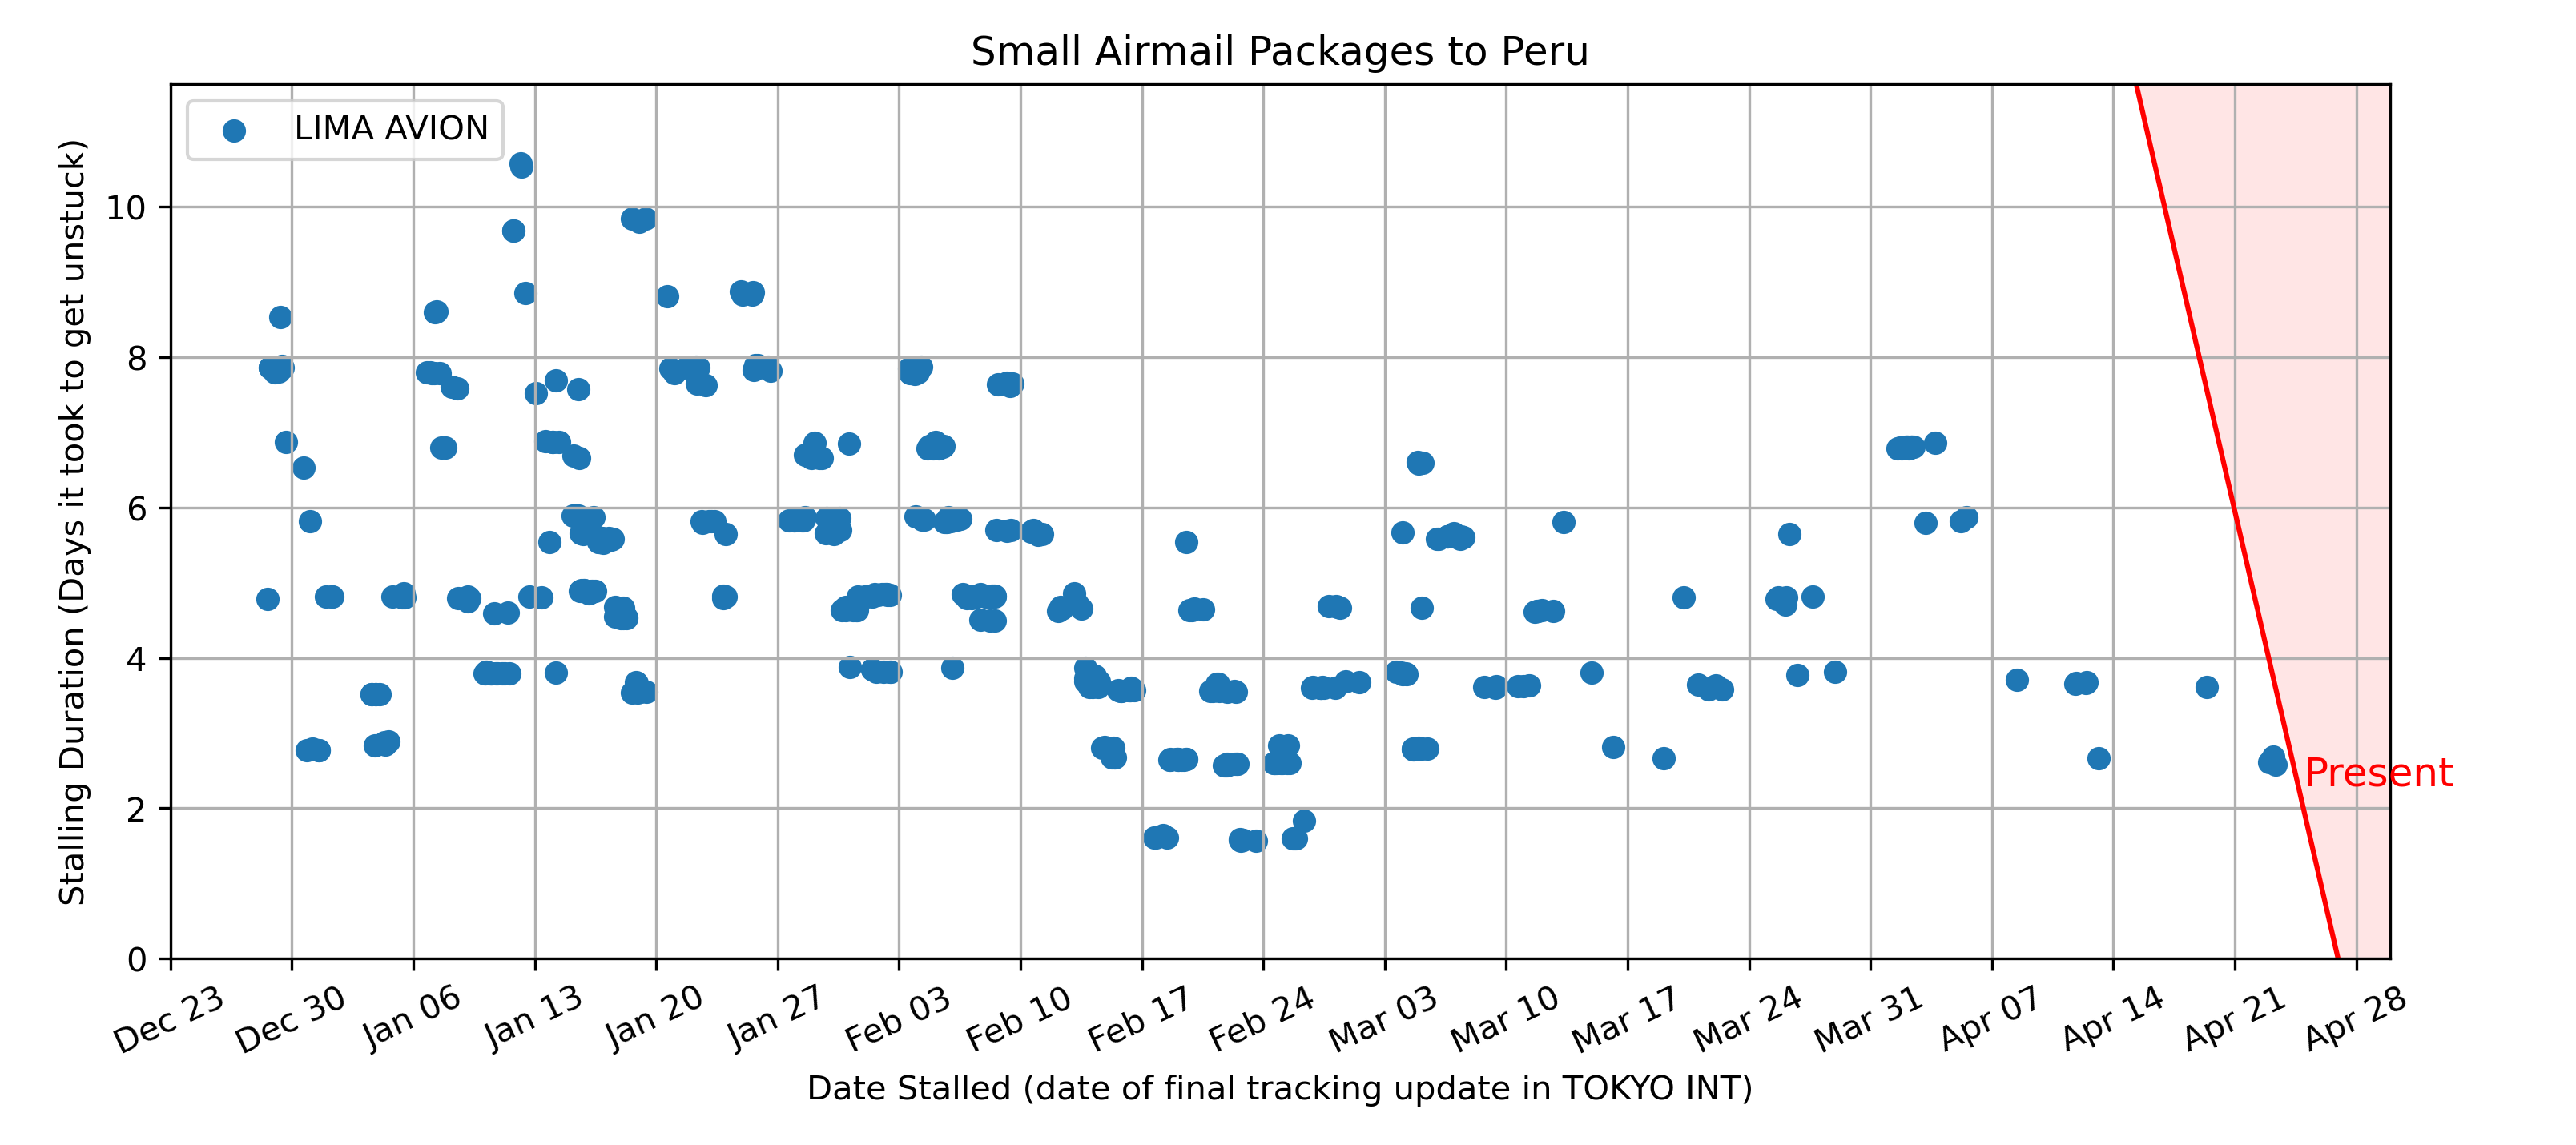 Small Airmail Packages to Peru
LIMA AVION
Stalling Duration (Days it took to get unstuck)
10
8
6
4
2
0
Present
Dec 23
Dec 30
Jan 06
Jan 13
Jan 20
Jan 27
Feb 03
Feb 10
Feb 17
Feb 24
Mar 03
Mar 10
Mar 17
Mar 24
Mar 31
Apr 07
Apr 14
Apr 21
Apr 28
Date Stalled (date of final tracking update in TOKYO INT)